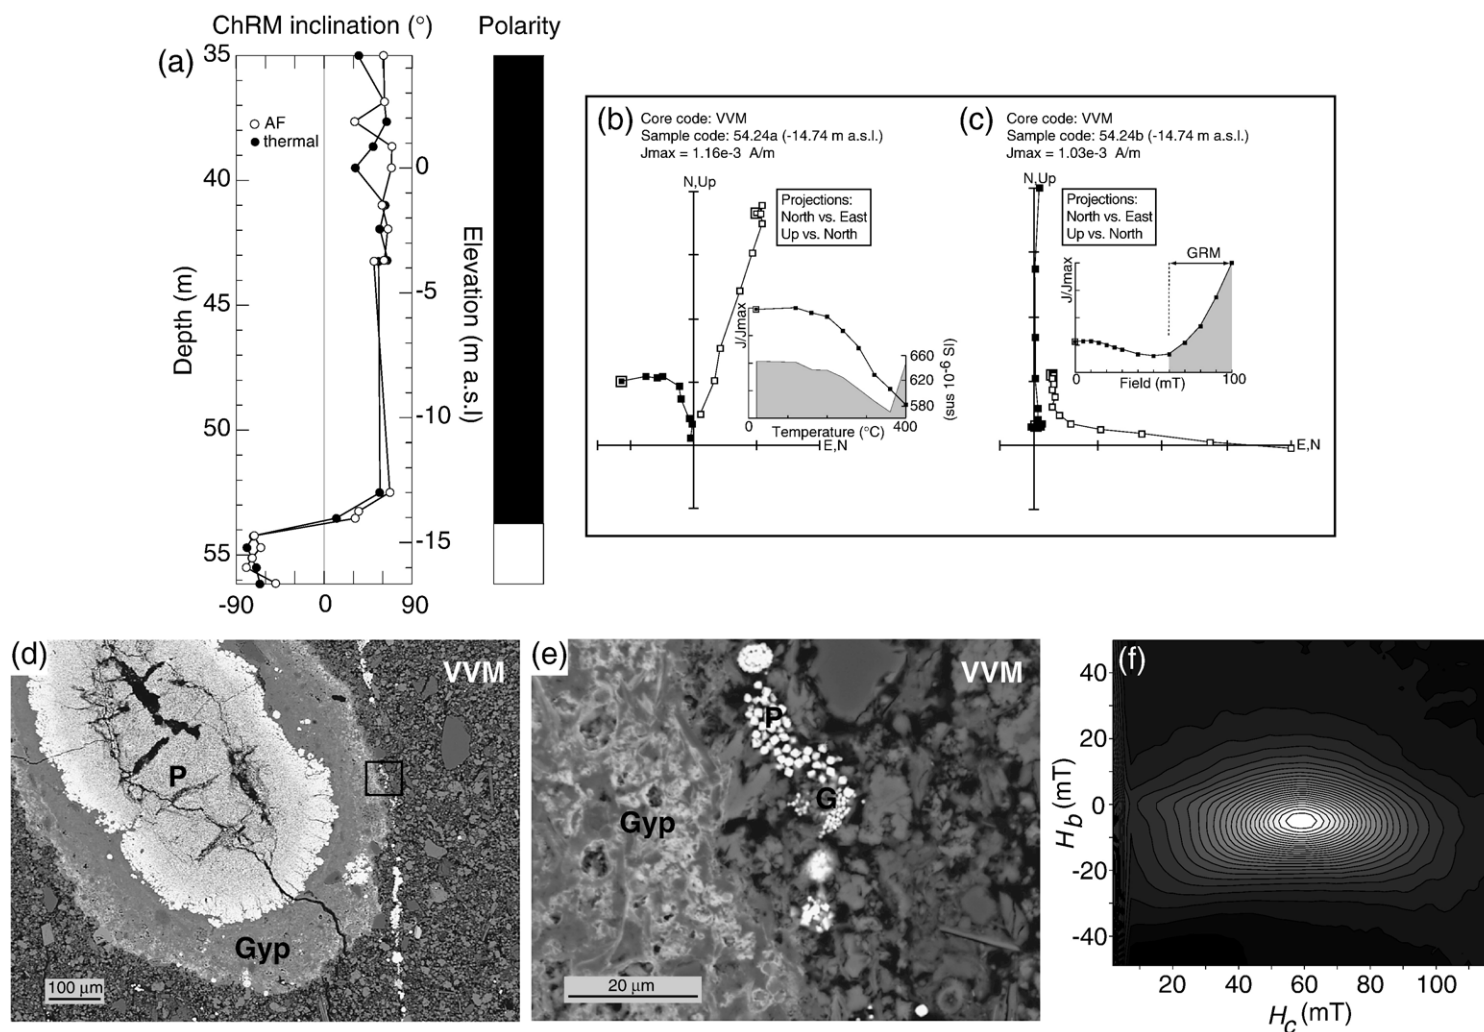 ChRM inclination (°)
Polarity
(a)
35
40
45
50
55
Depth (m)
AF
thermal
0
-5
-10
-15
Elevation (m a.s.l)
-90
0
90
(b)
Core code: VVM
Sample code: 54.24a (-14.74 m a.s.l.)
Jmax = 1.16e-3 A/m
N,Up
Projections:
North vs. East
Up vs. North
J/Jmax
660
620
580
(sus 10-6 SI)
0
400
Temperature (°C)
E,N
(c)
Core code: VVM
Sample code: 54.24b (-14.74 m a.s.l.)
Jmax = 1.03e-3 A/m
N,Up
Projections:
North vs. East
Up vs. North
GRM
J/Jmax
0
100
Field (mT)
E,N
(d)
VVM
P
Gyp
100 µm
(e)
VVM
P
G
Gyp
20 µm
(f)
40
20
0
-20
-40
Hb (mT)
20
40
60
80
100
Hc (mT)